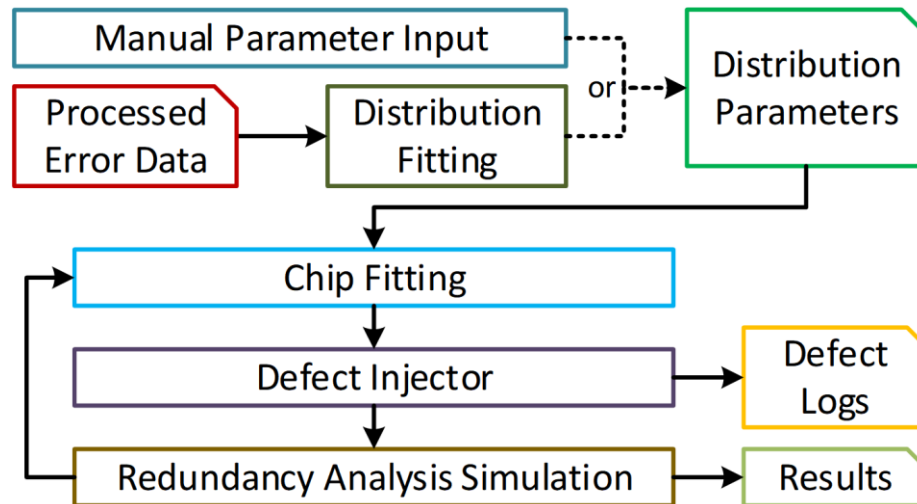 Manual Parameter Input
Processed
Error Data
Distribution
Fitting
or
Distribution
Parameters
Chip Fitting
Defect Injector
Defect
Logs
Redundancy Analysis Simulation
Results